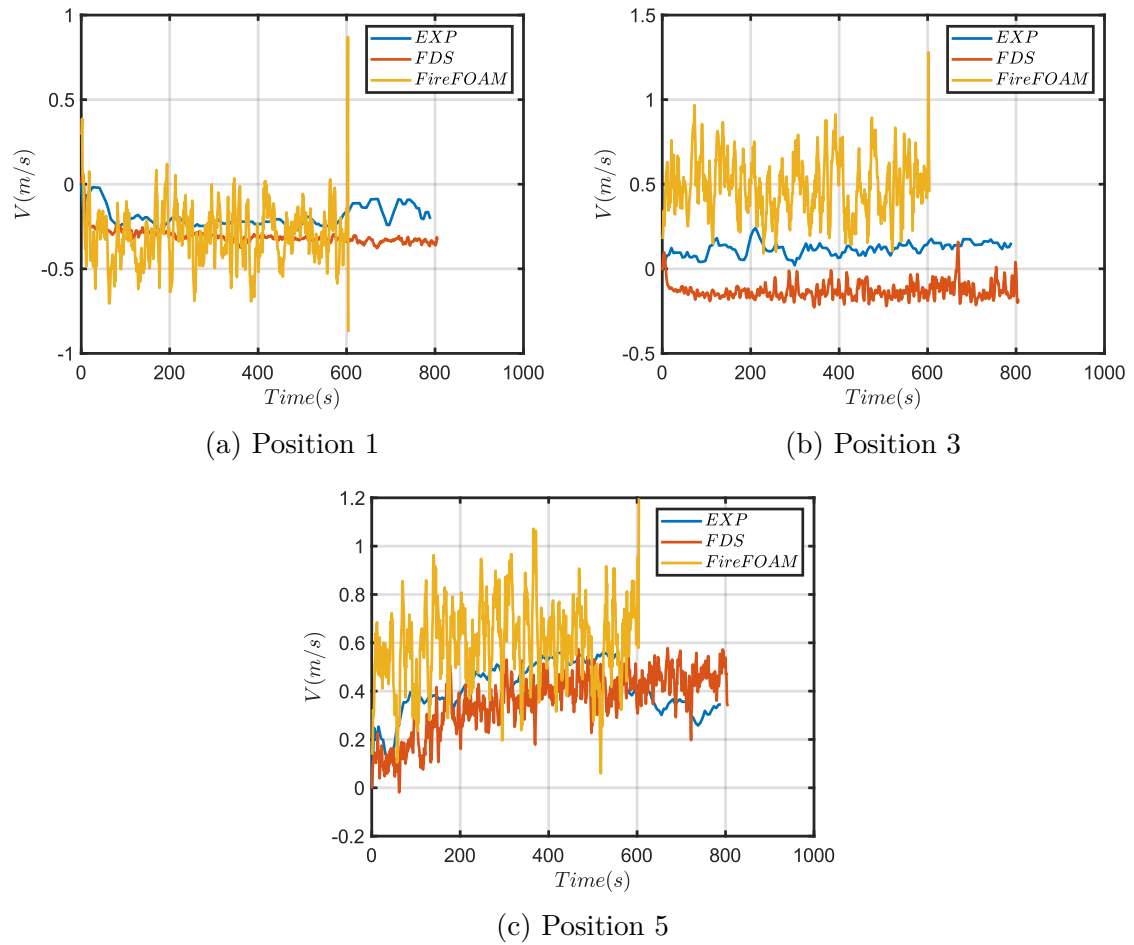 1
0.5
0
-0.5
-1
V(m/s)
0 200 400 600 800 1000
Time(s)
EXP
FDS
FireFOAM
(a) Position 1
1.5
1
0.5
0
-0.5
V(m/s)
0 200 400 600 800 1000
Time(s)
EXP
FDS
FireFOAM
(b) Position 3
1.2
1
0.8
0.6
0.4
0.2
0
-0.2
V(m/s)
0 200 400 600 800 1000
Time(s)
EXP
FDS
FireFOAM
(c) Position 5